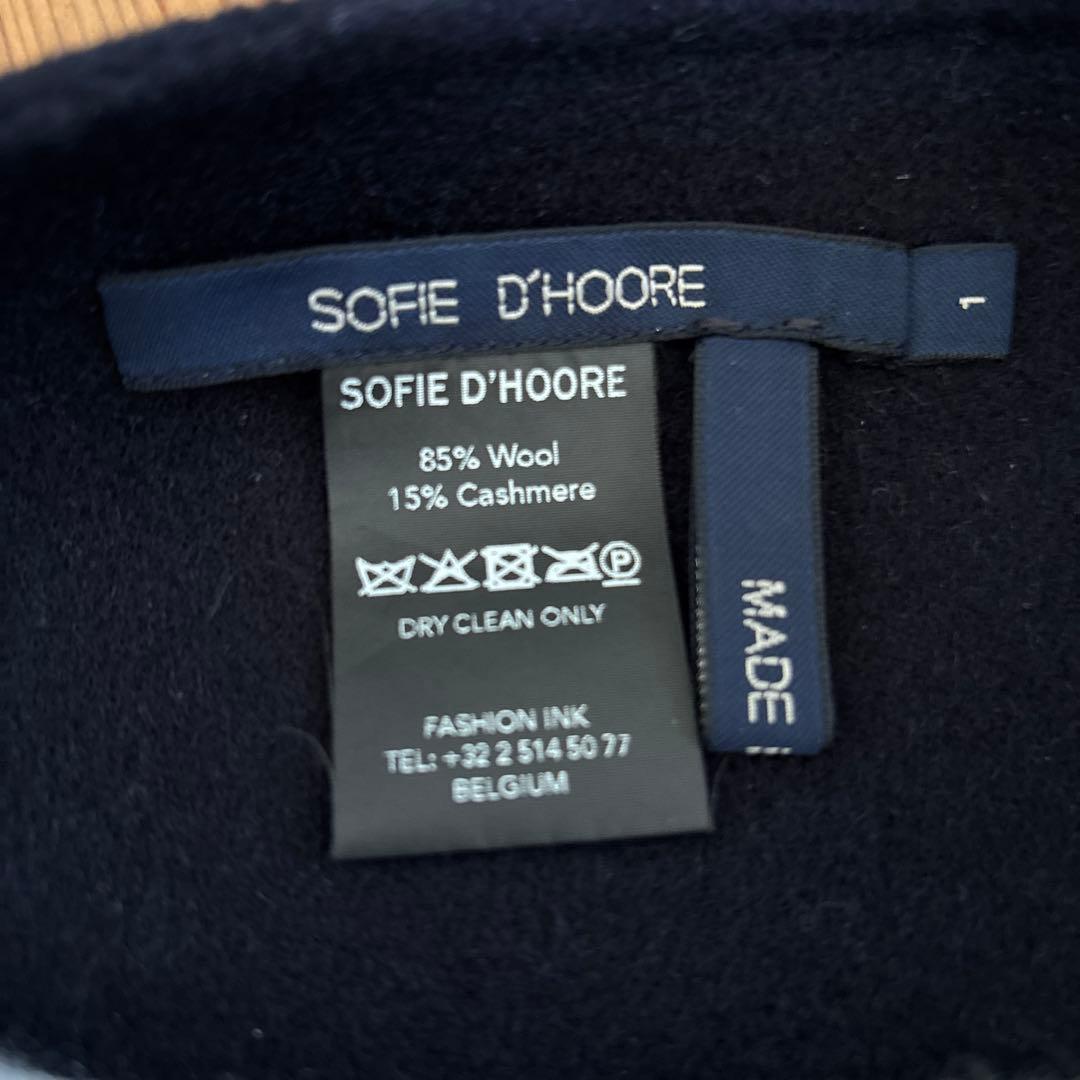 SOFIE D'HOORE
1
SOFIE D'HOORE
85% Wool
15% Cashmere
P
DRY CLEAN ONLY
FASHION INK
TEL: +32 2 514 50 77
BELGIUM
MADE